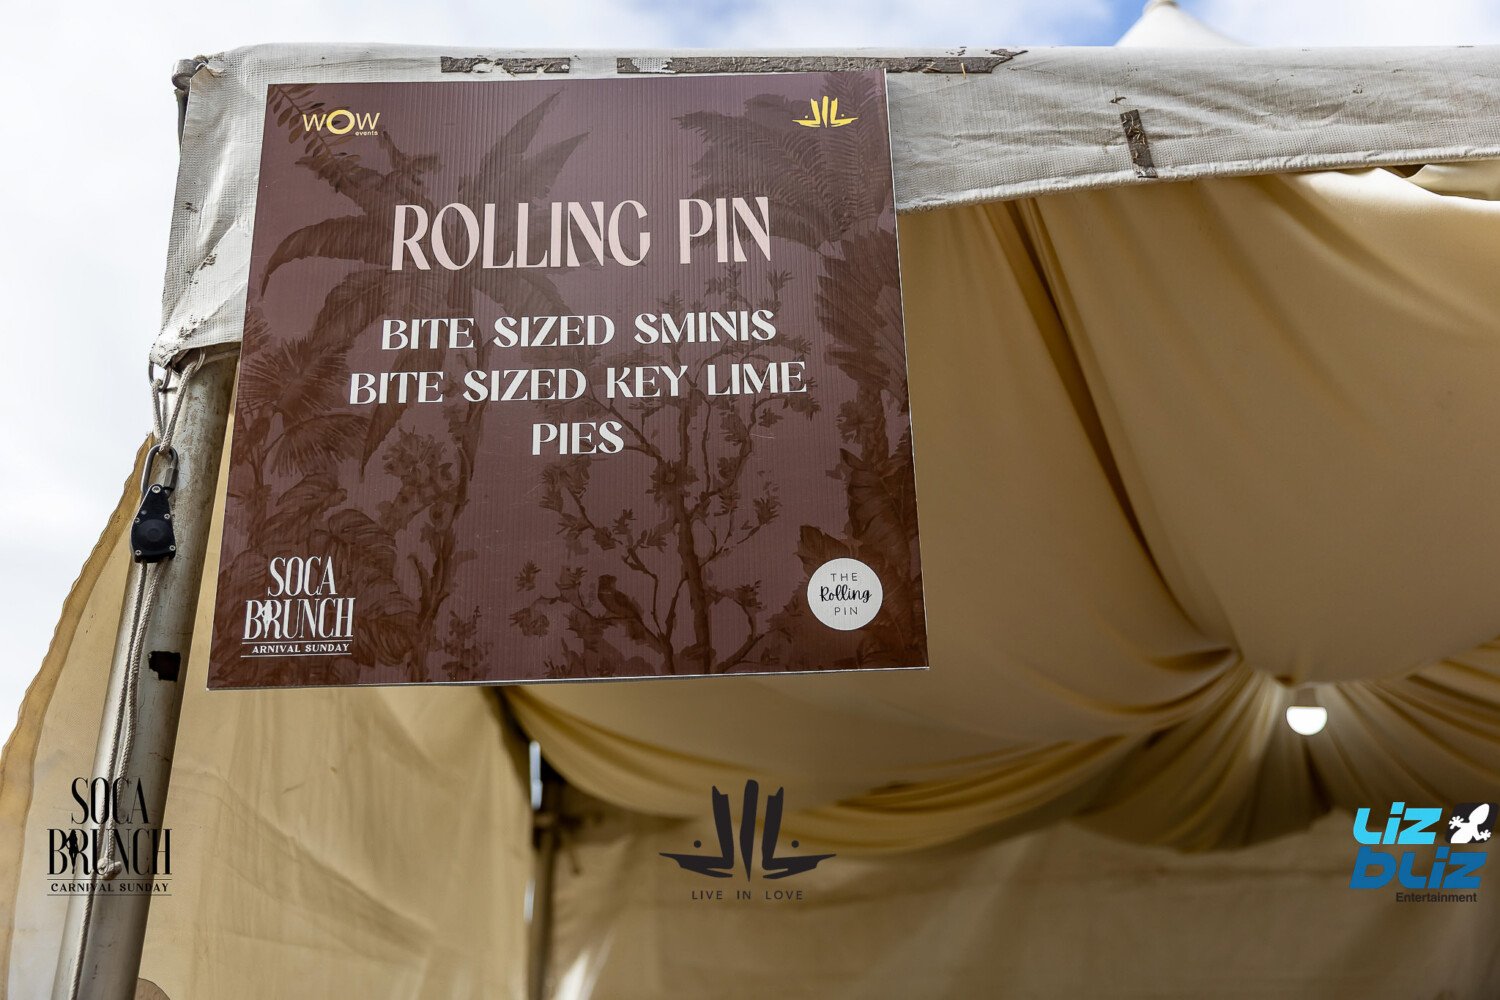 WOW
events
ROLLING PIN
BITE SIZED SMINIS
BITE SIZED KEY LIME
PIES
SOCA
BRUNCH
ARNIVAL SUNDAY
THE
Rolling
PIN
SOCA
BRUNCH
CARNIVAL SUNDAY
LIVE IN LOVE
Liz
bLiz
Entertainment